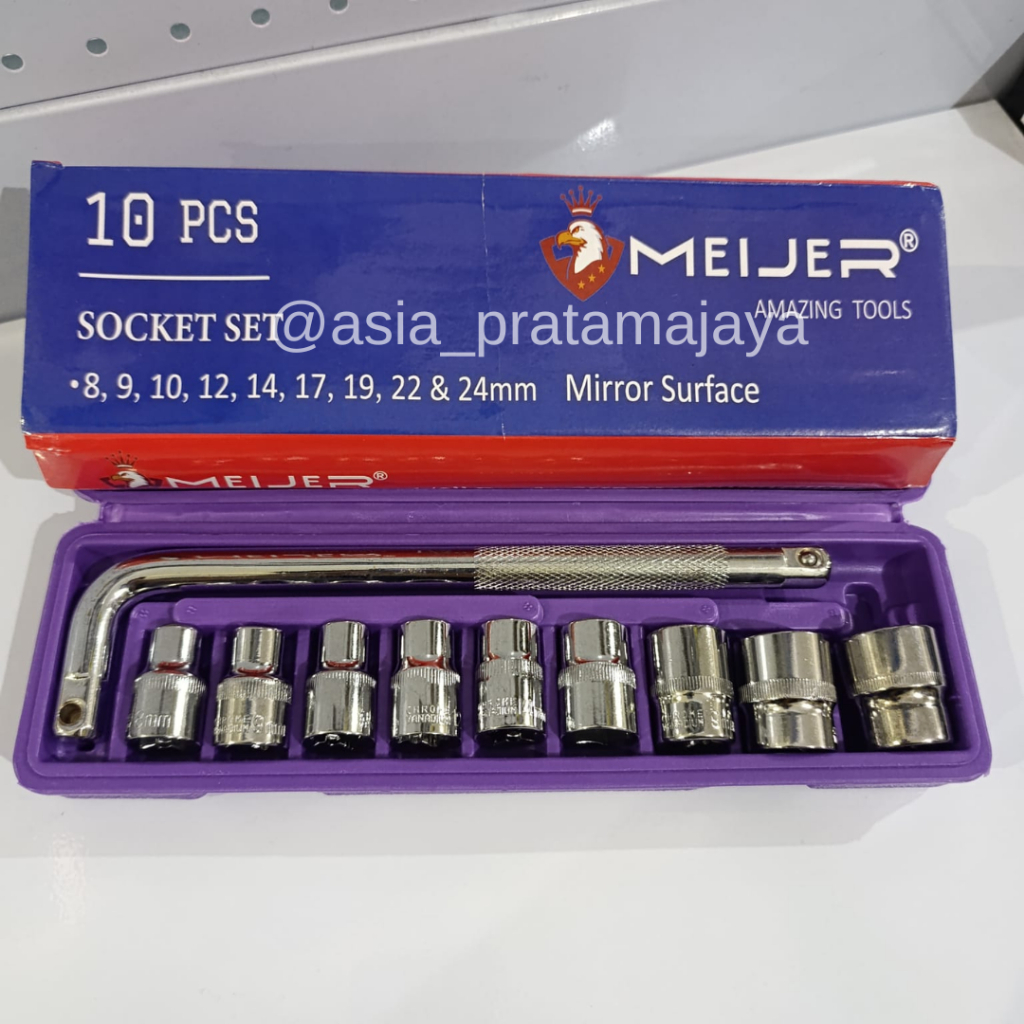 10 PCS
MEIJER®
AMAZING TOOLS
SOCKET SET
@asia_pratamajaya
•8, 9, 10, 12, 14, 17, 19, 22 & 24mm Mirror Surface
MEIJER®